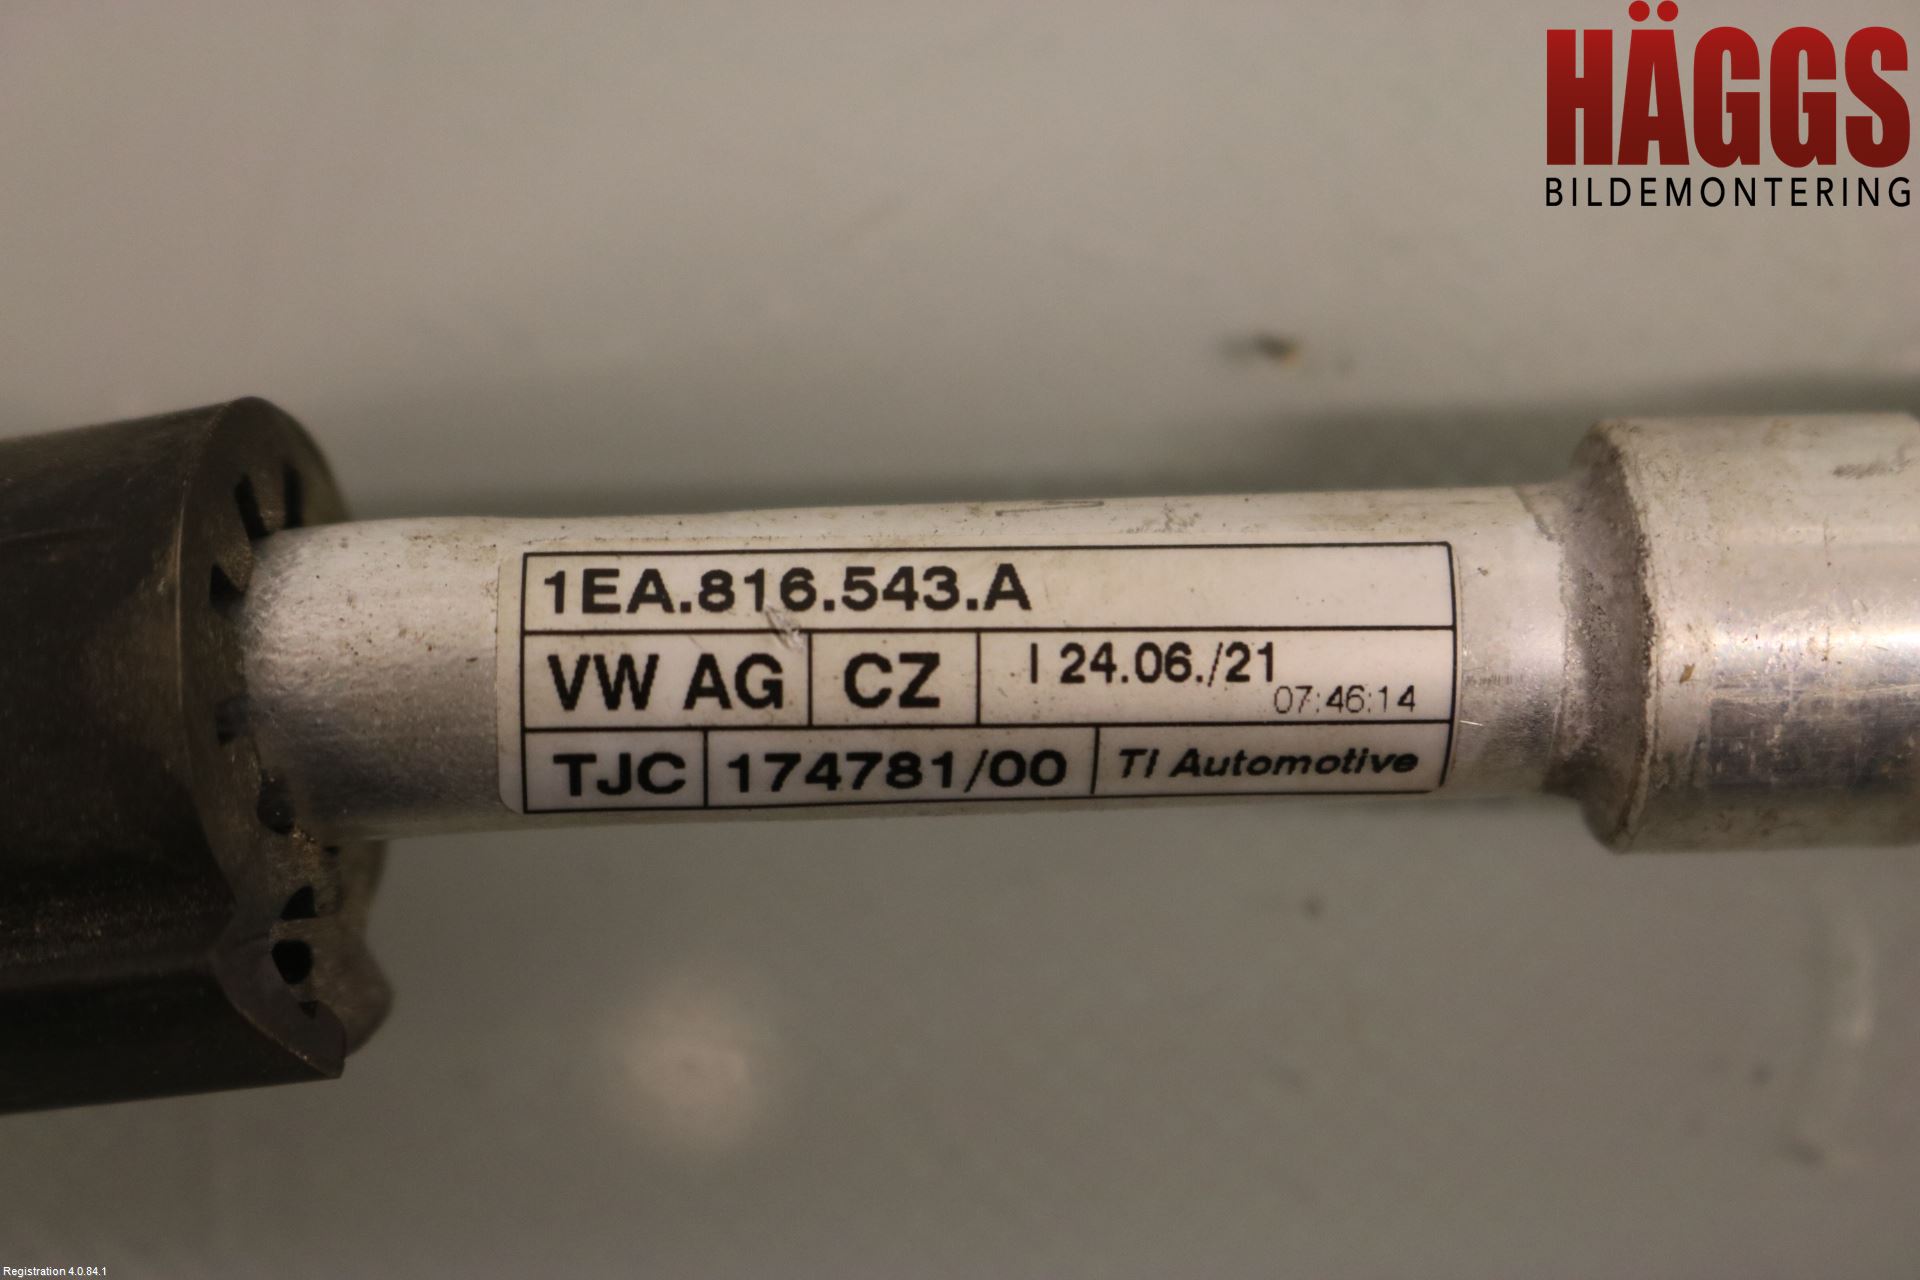 HÄGGS
BILDEMONTERING
1EA.816.543.A
VW AG CZ I 24.06./21
07:46:14
TJC 174781/00 TI Automotive
Registration 4.0.84.1